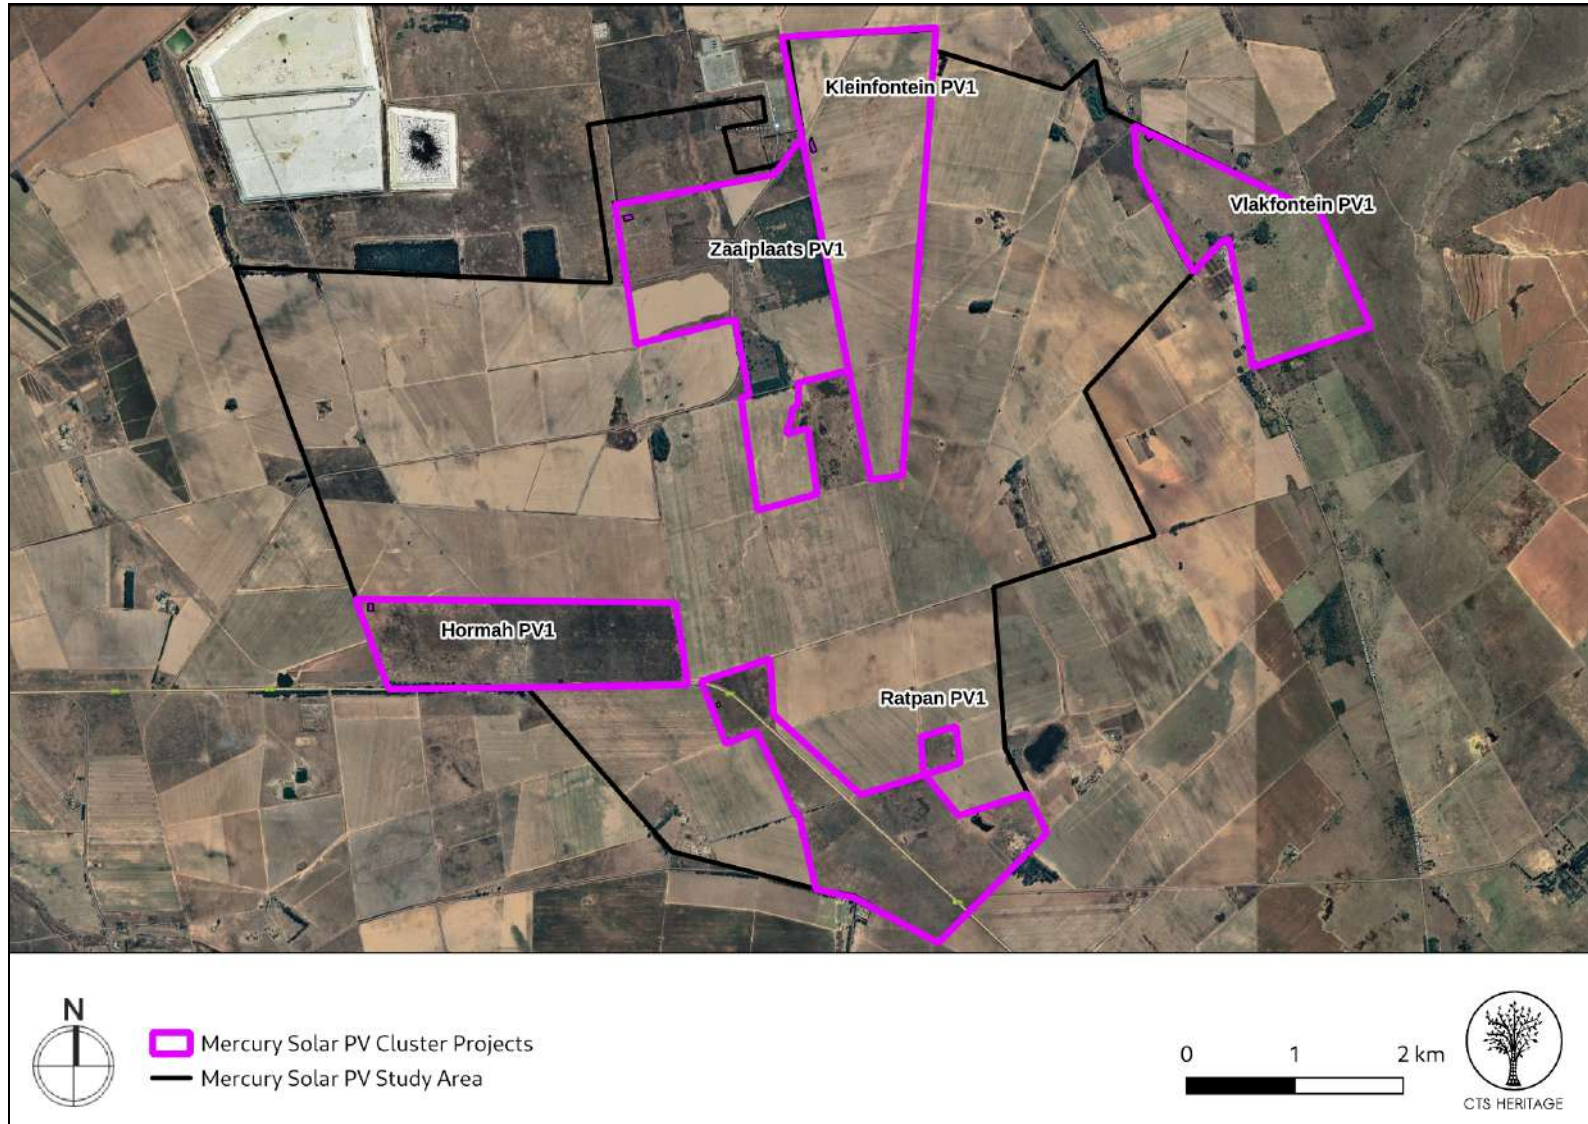 Kleinfontein PV1
Vlakfontein PV1
Zaaiplaats PV1
Hormah PV1
Ratpan PV1
N
Mercury Solar PV Cluster Projects
Mercury Solar PV Study Area
0 1 2 km
CTS HERITAGE